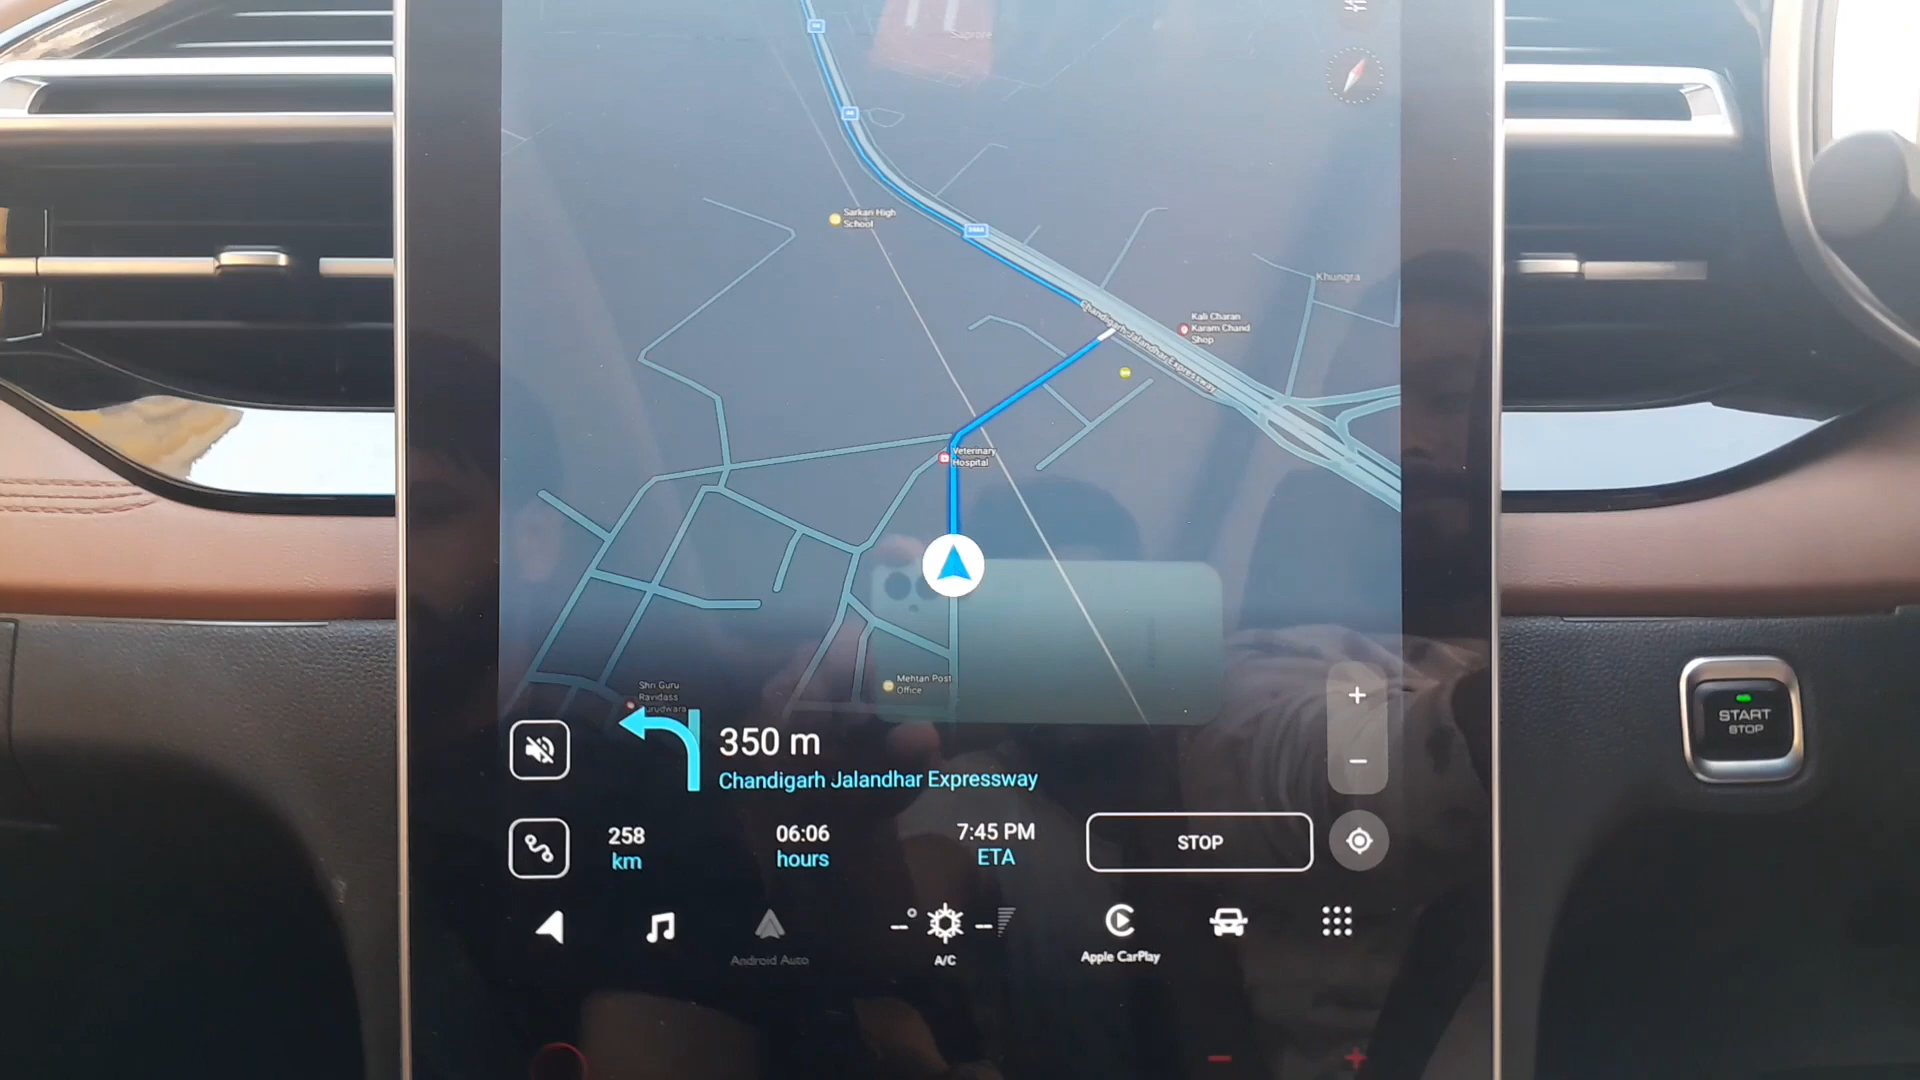 Sarkari High
School
Khungra
Kali Charan
Karam Chand
Shop
Chandigarh-Jalandhar Expressway
Veterinary
Hospital
Mehtan Post
Office
Shri Guru
Ravidass
Gurudwara
350 m
Chandigarh Jalandhar Expressway
258
km
06:06
hours
7:45 PM
ETA
STOP
Android Auto
A/C
Apple CarPlay
START
STOP